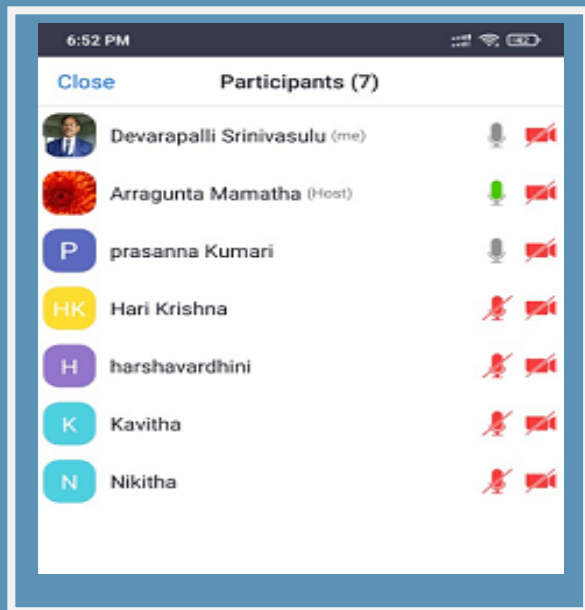 6:52 PM
Close Participants (7)
Devarapalli Srinivasulu (me)
Arragunta Mamatha (Host)
P prasanna Kumari
HK Hari Krishna
H harshavardhini
K Kavitha
N Nikitha